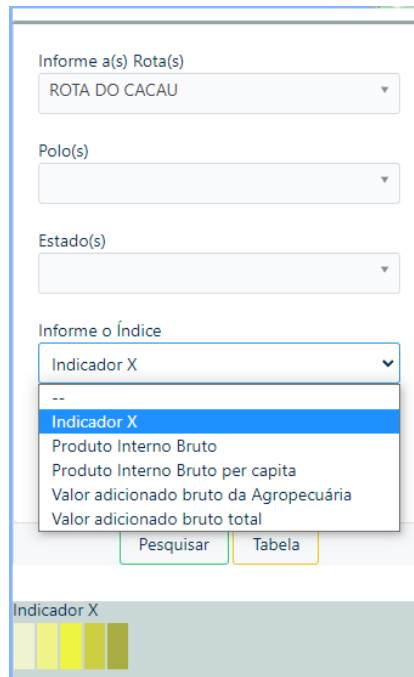 Informe a(s) Rota(s)
ROTA DO CACAU
Polo(s)
Estado(s)
Informe o Índice
Indicador X
--
Indicador X
Produto Interno Bruto
Produto Interno Bruto per capita
Valor adicionado bruto da Agropecuária
Valor adicionado bruto total
Pesquisar Tabela
Indicador X